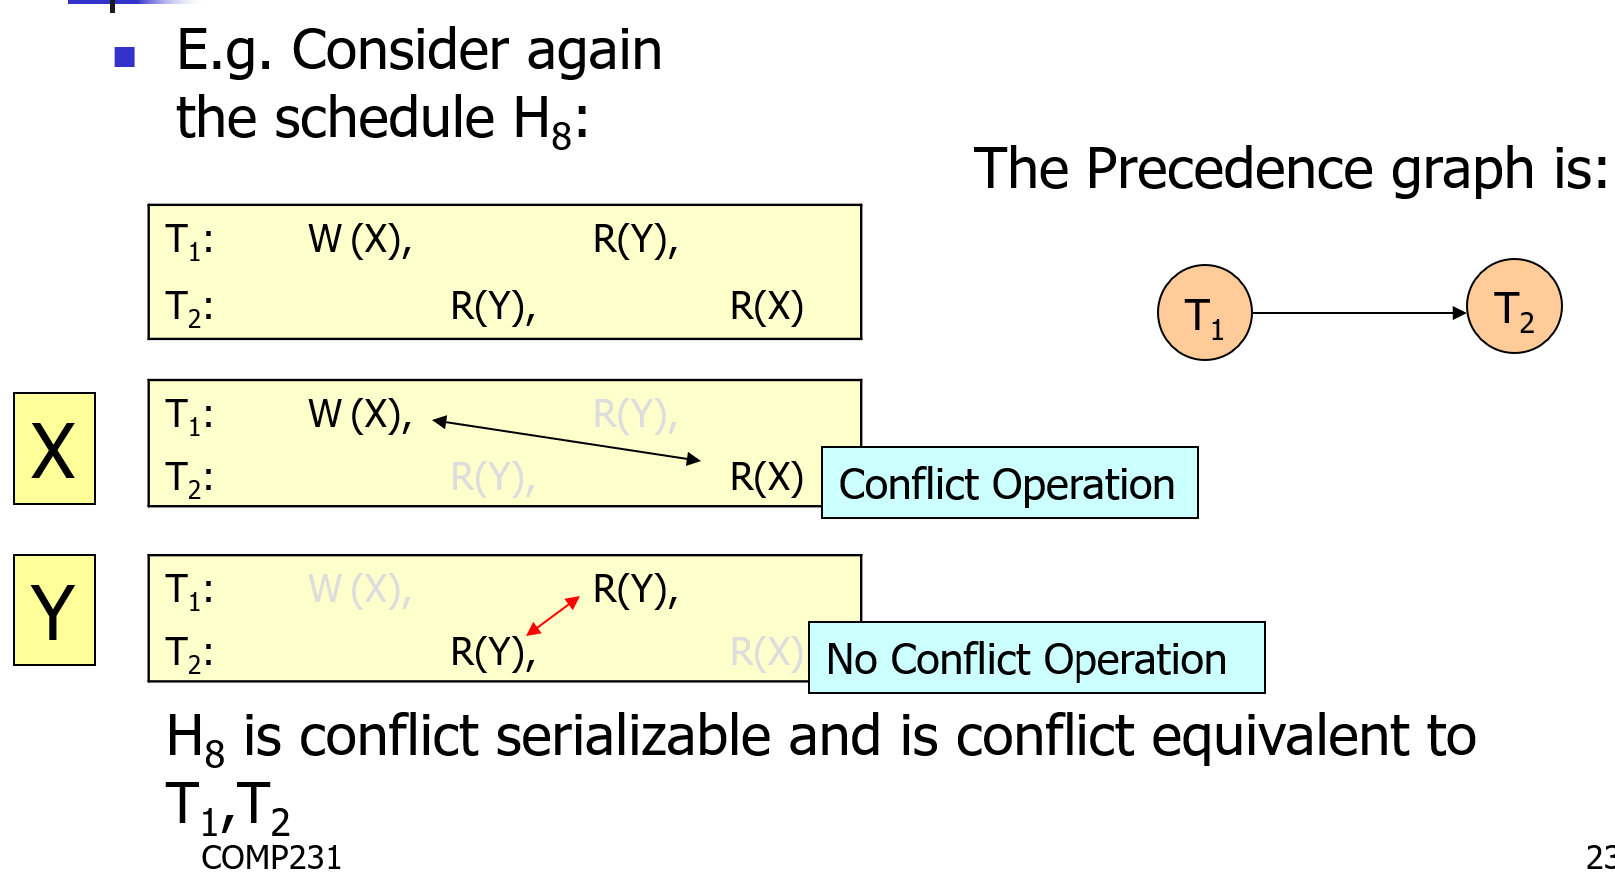 E.g. Consider again
the schedule H8:
The Precedence graph is:
T1: W (X), R(Y),
T2: R(Y), R(X)
T1 T2
X
T1: W (X), R(Y),
T2: R(Y), R(X)
Conflict Operation
Y
T1: W (X), R(Y),
T2: R(Y), R(X)
No Conflict Operation
H8 is conflict serializable and is conflict equivalent to
T1,T2
COMP231
23